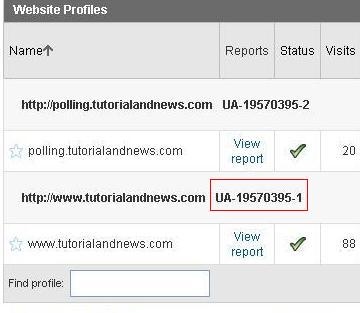 Website Profiles
Name Reports Status Visits
http://polling.tutorialandnews.com UA-19570395-2
polling.tutorialandnews.com View report 20
http://www.tutorialandnews.com UA-19570395-1
www.tutorialandnews.com View report 88
Find profile: